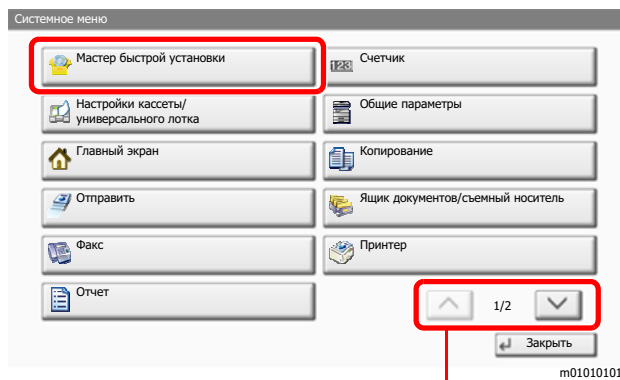 Системное меню
Мастер быстрой установки
123 Счетчик
Настройки кассеты/
универсального лотка
Общие параметры
Главный экран
Копирование
Отправить
Ящик документов/съемный носитель
Факс
Принтер
Отчет
1/2
Закрыть
m01010101